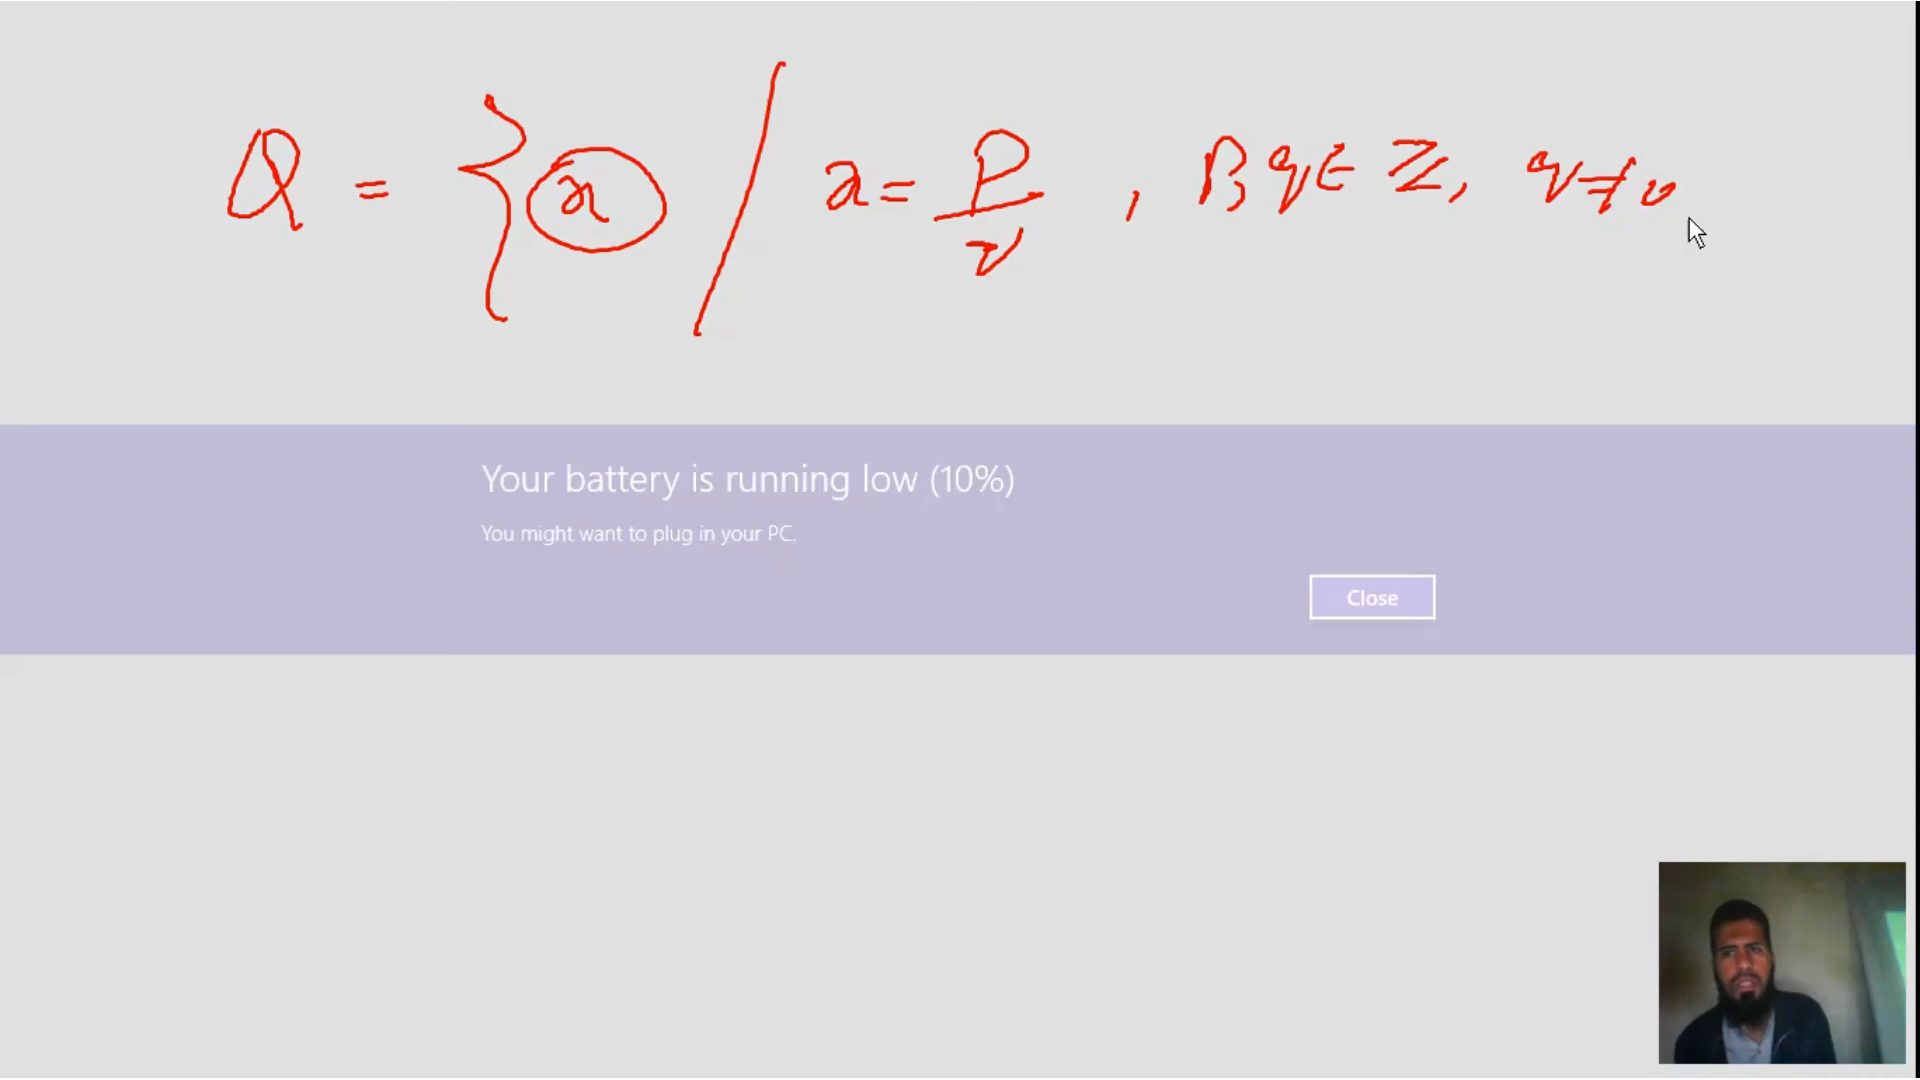 Q = { x / x = P/q , P, q ∈ Z, q ≠ 0
Your battery is running low (10%)
You might want to plug in your PC.
Close